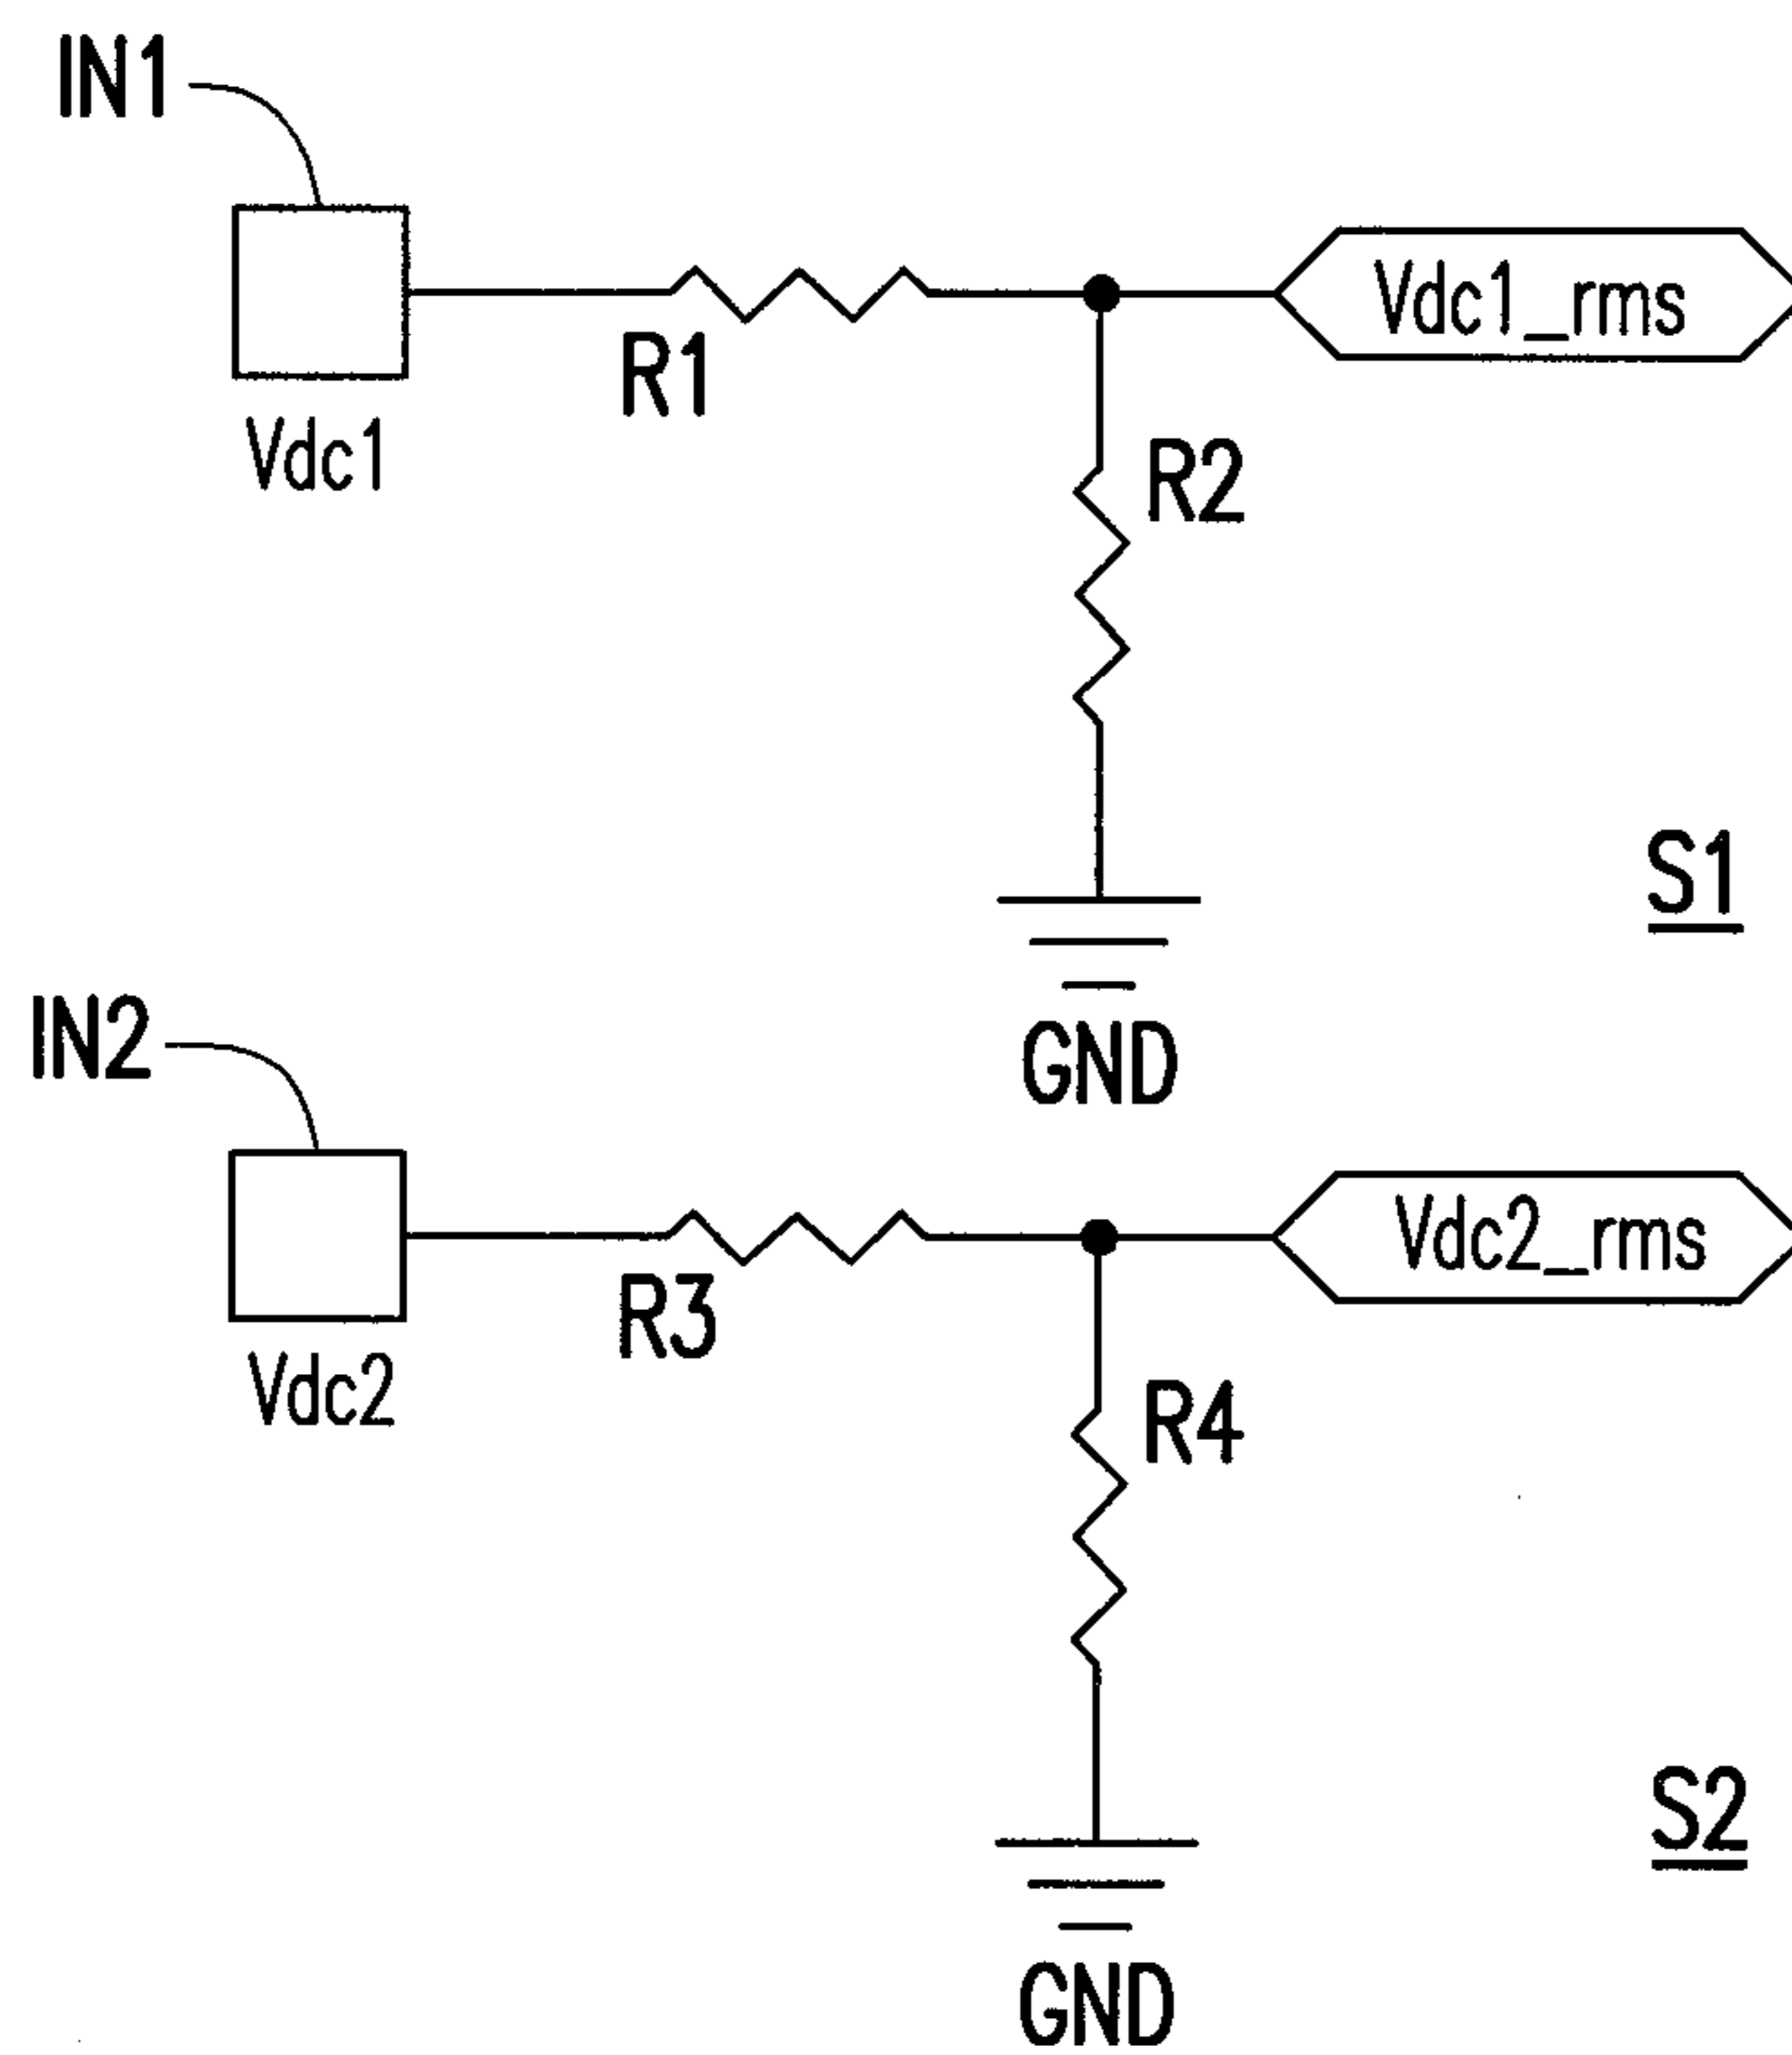 IN1
Vdc1_rms
R1
Vdc1
R2
S1
GND
IN2
Vdc2_rms
R3
Vdc2
R4
S2
GND